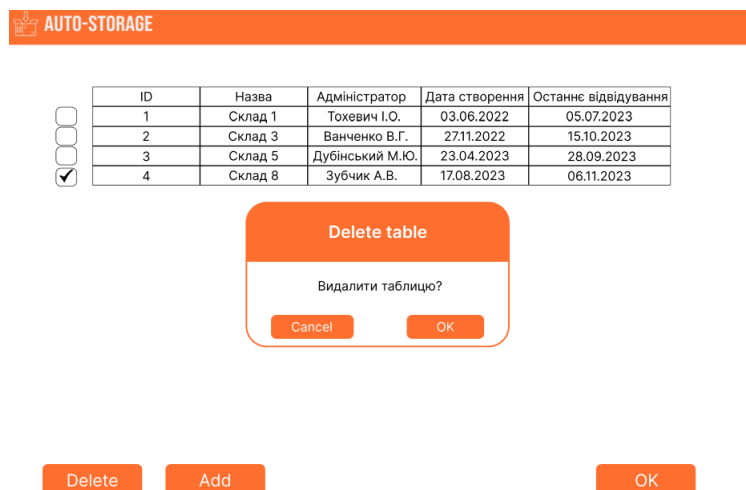 AUTO-STORAGE
ID Назва Адміністратор Дата створення Останнє відвідування
1 Склад 1 Тохевич І.О. 03.06.2022 05.07.2023
2 Склад 3 Ванченко В.Г. 27.11.2022 15.10.2023
3 Склад 5 Дубінський М.Ю. 23.04.2023 28.09.2023
4 Склад 8 Зубчик А.В. 17.08.2023 06.11.2023
Delete table
Видалити таблицю?
Cancel OK
Delete Add OK